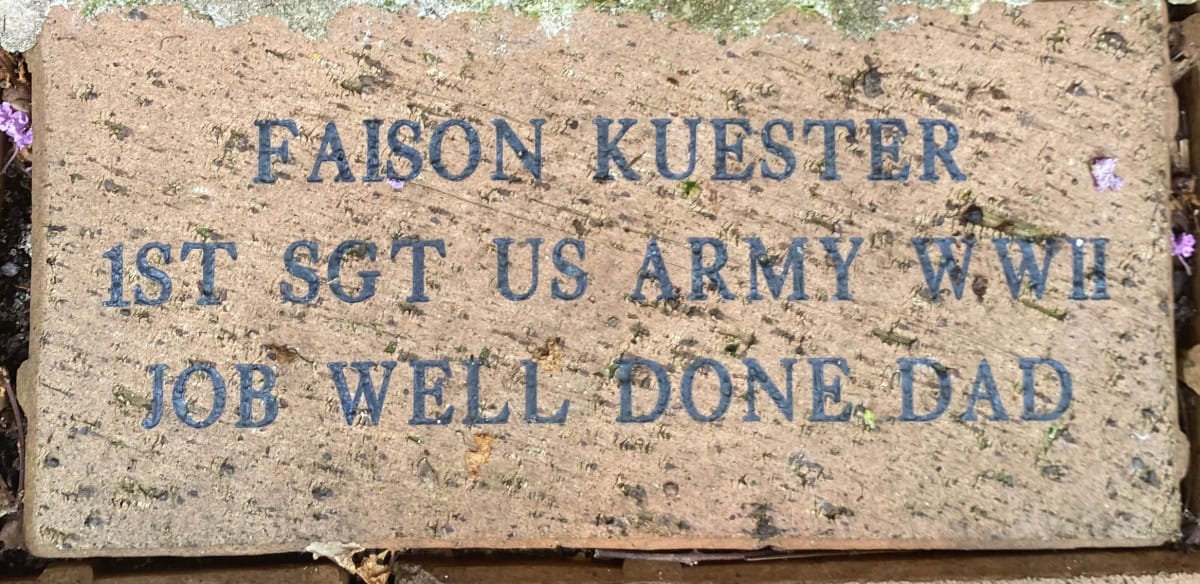 FAISON KUESTER
1ST SGT US ARMY WWII
JOB WELL DONE DAD